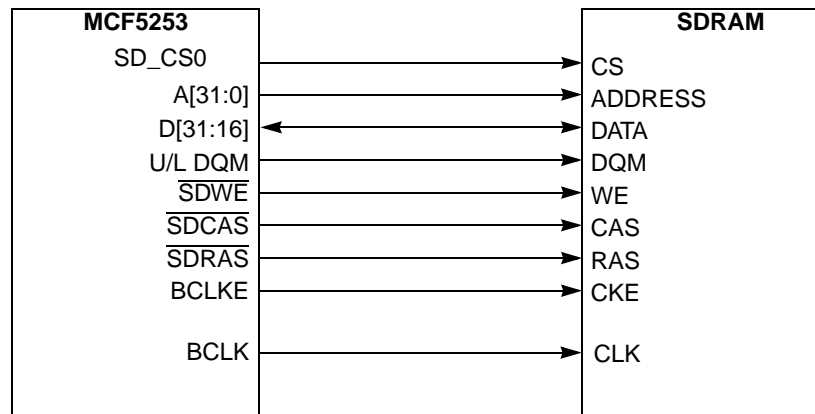 MCF5253 SDRAM
SD_CS0 CS
A[31:0] ADDRESS
D[31:16] DATA
U/L DQM DQM
SDWE WE
SDCAS CAS
SDRAS RAS
BCLKE CKE
BCLK CLK